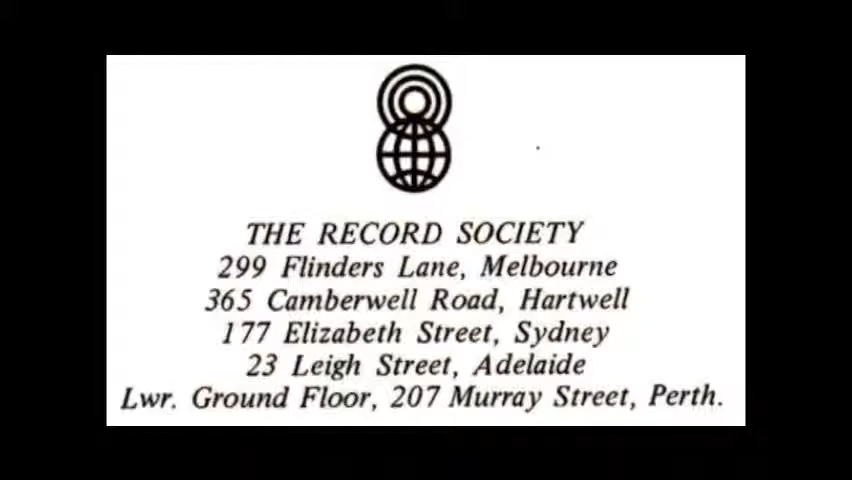 THE RECORD SOCIETY
299 Flinders Lane, Melbourne
365 Camberwell Road, Hartwell
177 Elizabeth Street, Sydney
23 Leigh Street, Adelaide
Lwr. Ground Floor, 207 Murray Street, Perth.